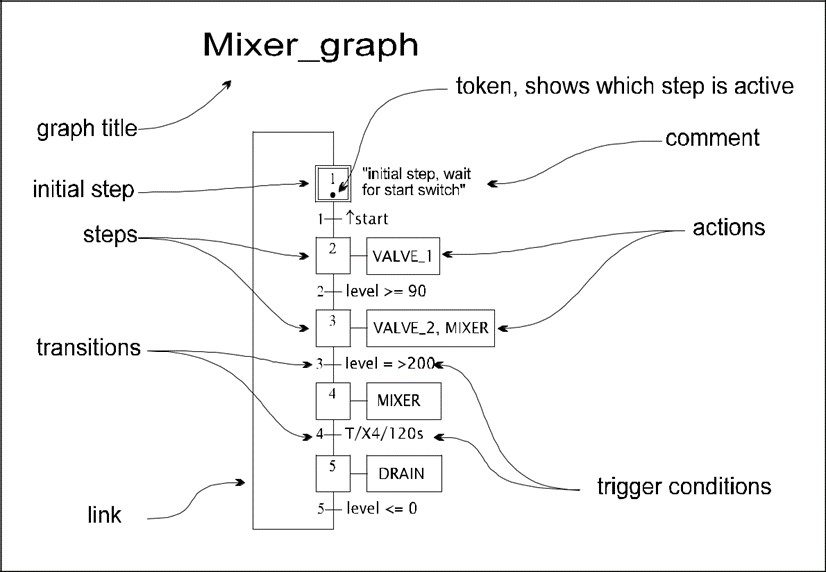 Mixer_graph
token, shows which step is active
graph title
comment
initial step
1
"initial step, wait
for start switch"
1 ↑start
steps
actions
2 VALVE_1
2 level >= 90
3 VALVE_2, MIXER
transitions
3 level = >200
4 MIXER
4 T/X4/120s
5 DRAIN
trigger conditions
link
5 level <= 0